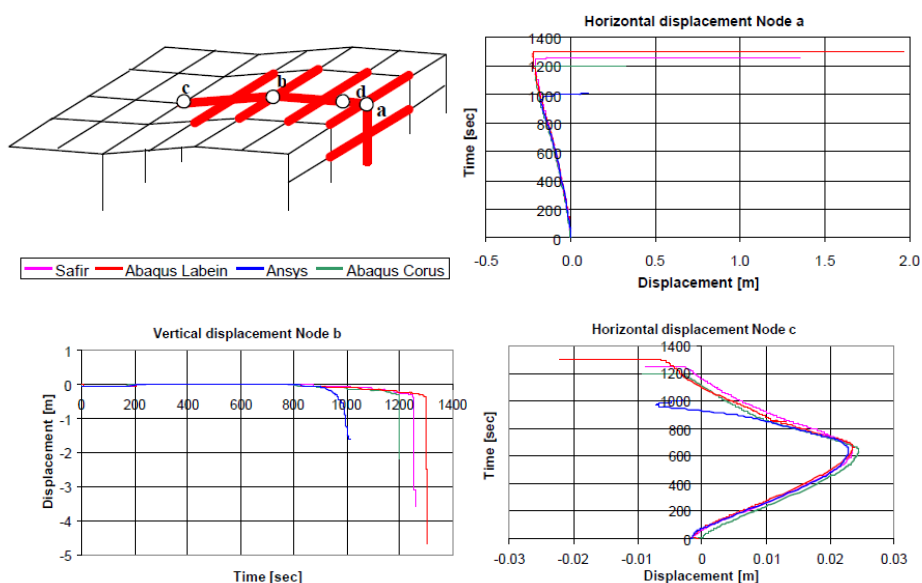 c
b
d
a
Safir Abaqus Labein Ansys Abaqus Corus
Horizontal displacement Node a
1400
1200
1000
800
600
400
200
0
Time [sec]
-0.5 0.0 0.5 1.0 1.5 2.0
Displacement [m]
Vertical displacement Node b
1
0
-1
-2
-3
-4
-5
Displacement [m]
0 200 400 600 800 1000 1200 1400
Time [sec]
Horizontal displacement Node c
1400
1200
1000
800
600
400
200
0
Time [sec]
-0.03 -0.02 -0.01 0 0.01 0.02 0.03
Displacement [m]